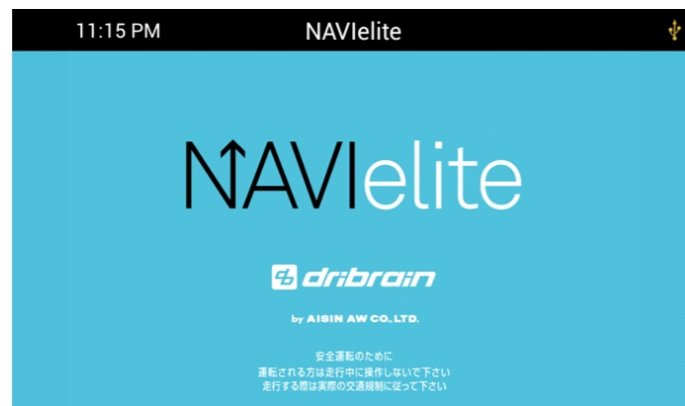 11:15 PM NAVIelite
NAVIelite
dribrain
by AISIN AW CO.,LTD.
安全運転のために
運転される方は走行中に操作しないで下さい
走行する際は実際の交通規制に従って下さい